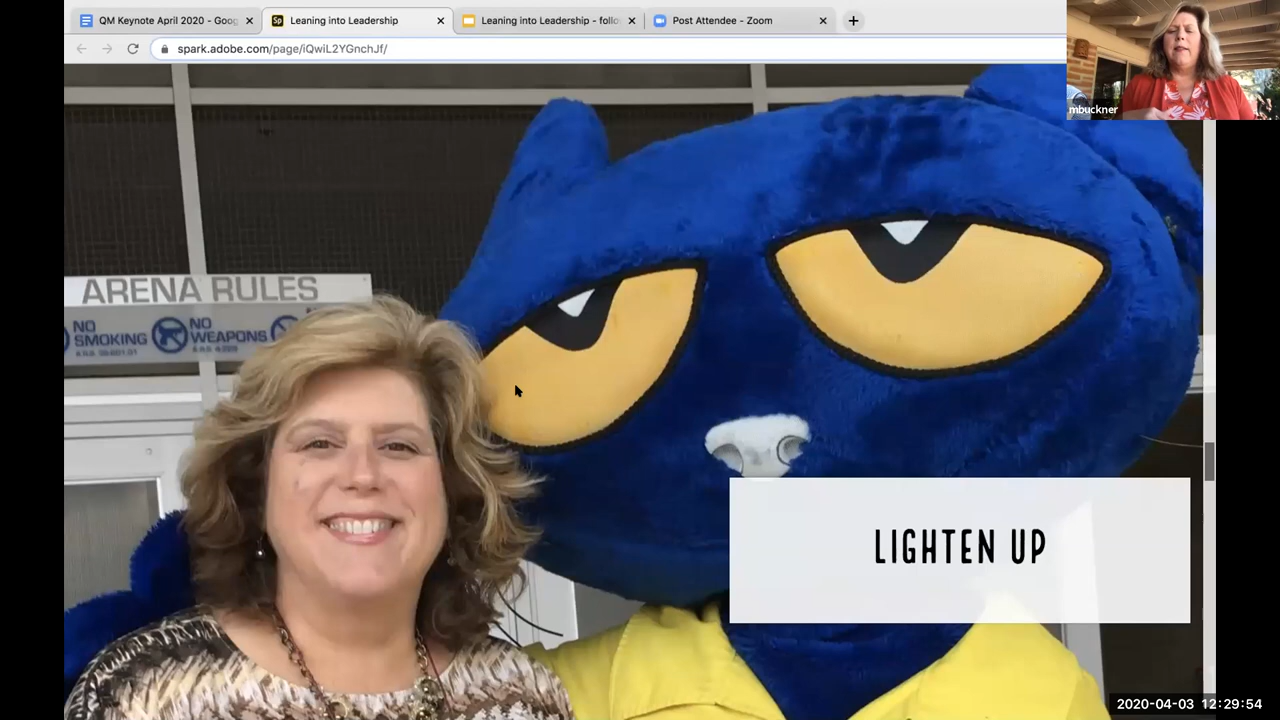 QM Keynote April 2020 - Goog
Leaning into Leadership
Leaning into Leadership - follo
Post Attendee - Zoom
spark.adobe.com/page/iQwiL2YGnchJf/
mbuckner
ARENA RULES
NO SMOKING
NO WEAPONS
LIGHTEN UP
2020-04-03 12:29:54